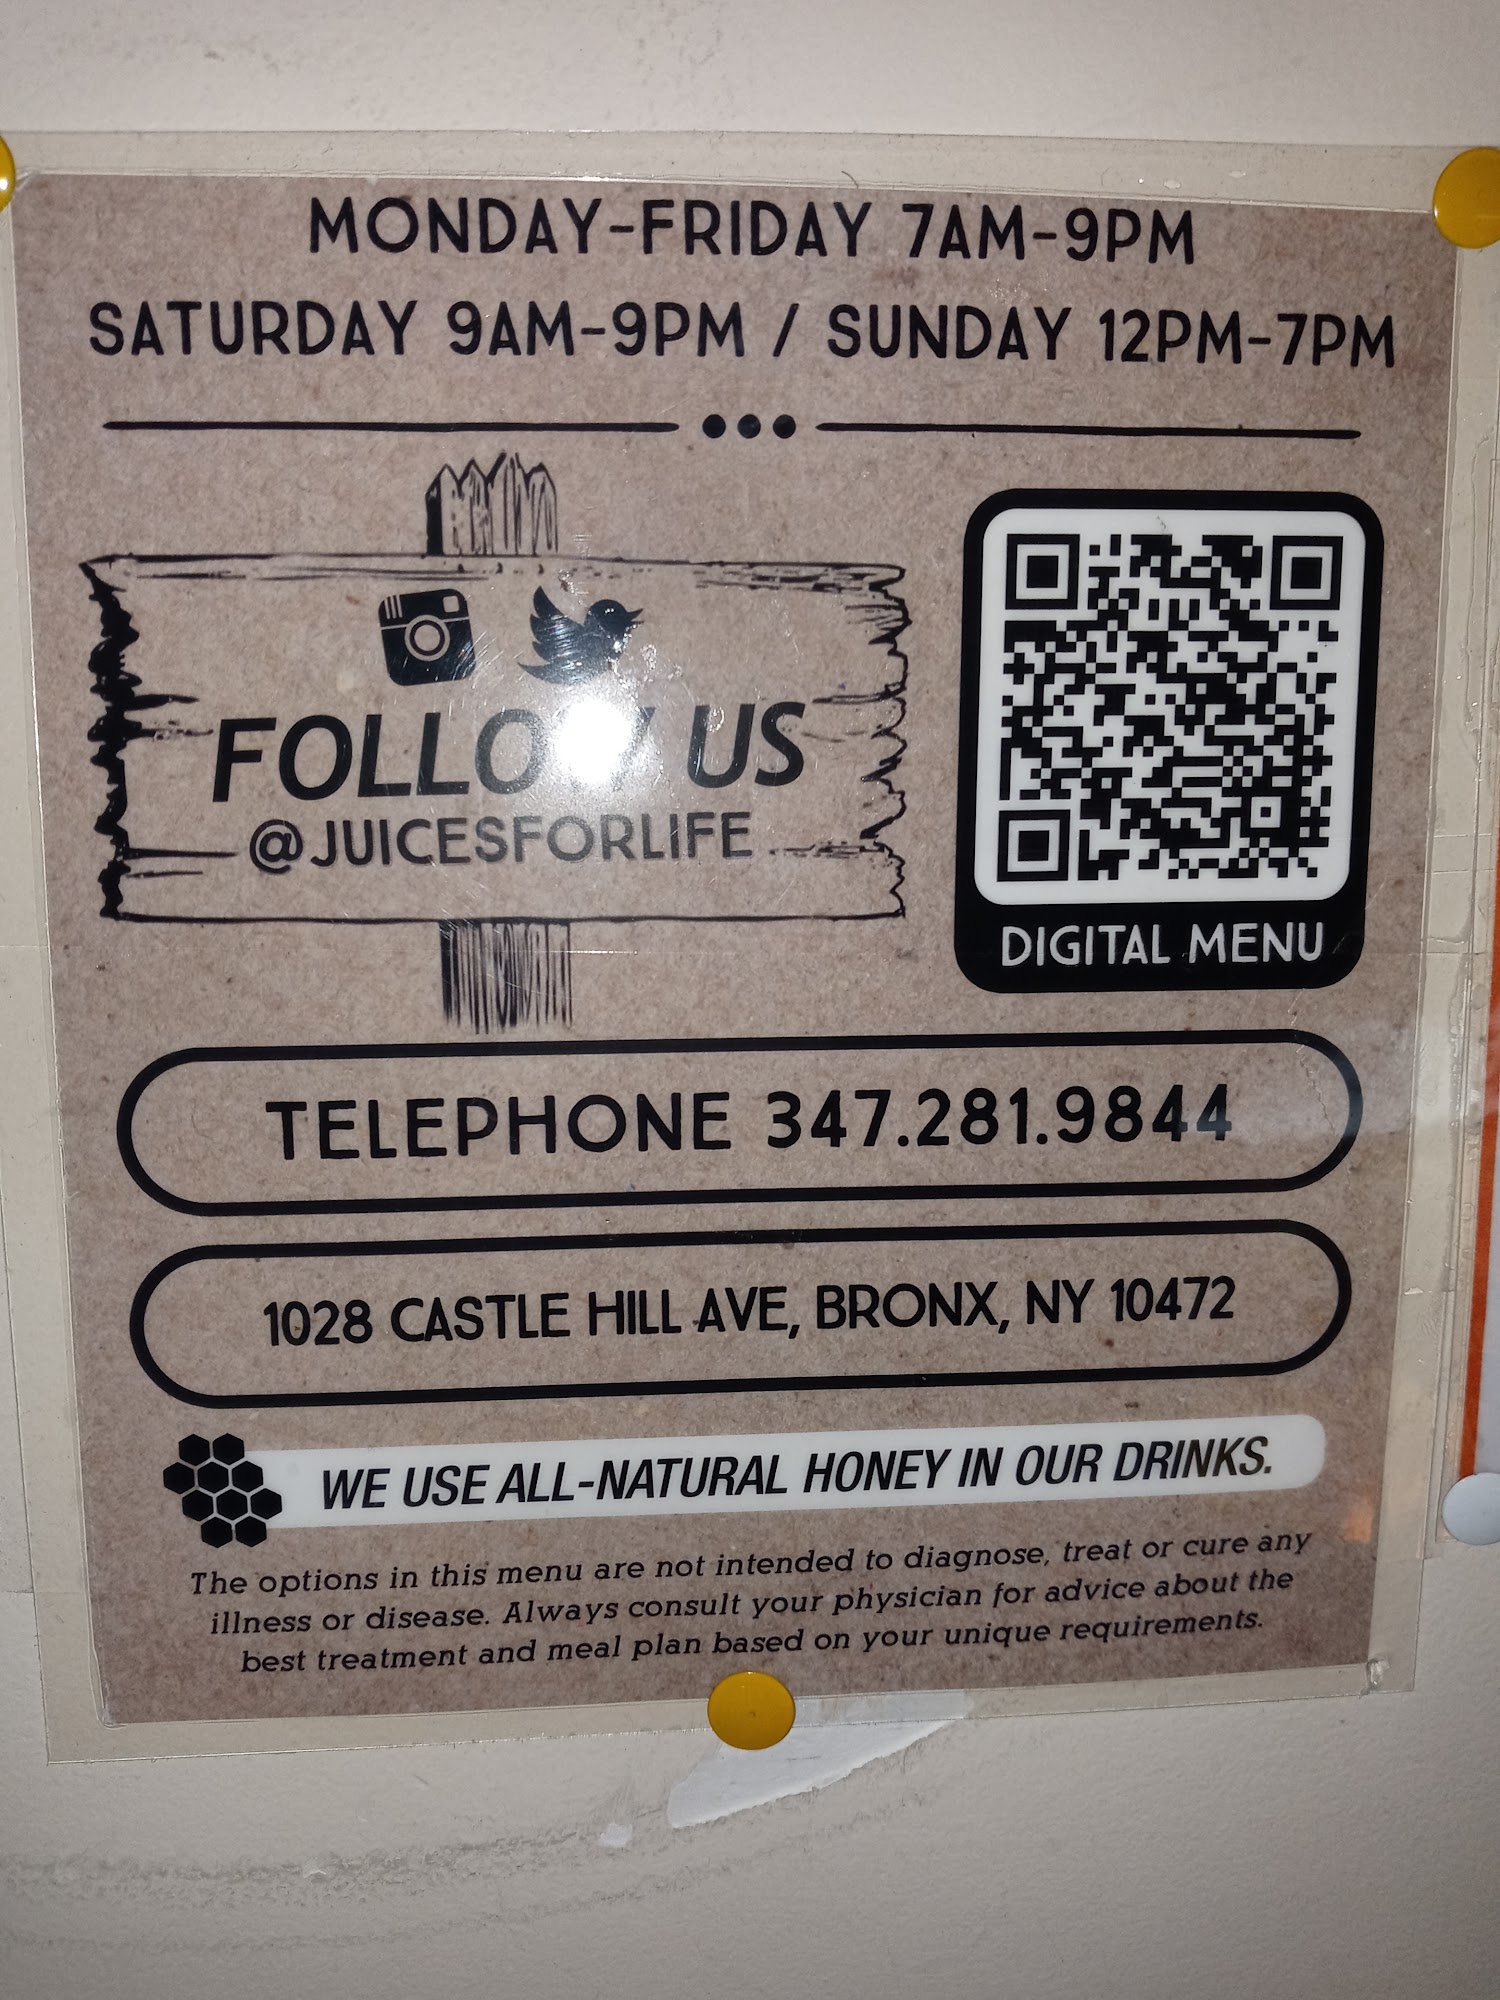 MONDAY-FRIDAY 7AM-9PM
SATURDAY 9AM-9PM / SUNDAY 12PM-7PM
FOLLOW US
@JUICESFORLIFE
DIGITAL MENU
TELEPHONE 347.281.9844
1028 CASTLE HILL AVE, BRONX, NY 10472
WE USE ALL-NATURAL HONEY IN OUR DRINKS.
The options in this menu are not intended to diagnose, treat or cure any
illness or disease. Always consult your physician for advice about the
best treatment and meal plan based on your unique requirements.